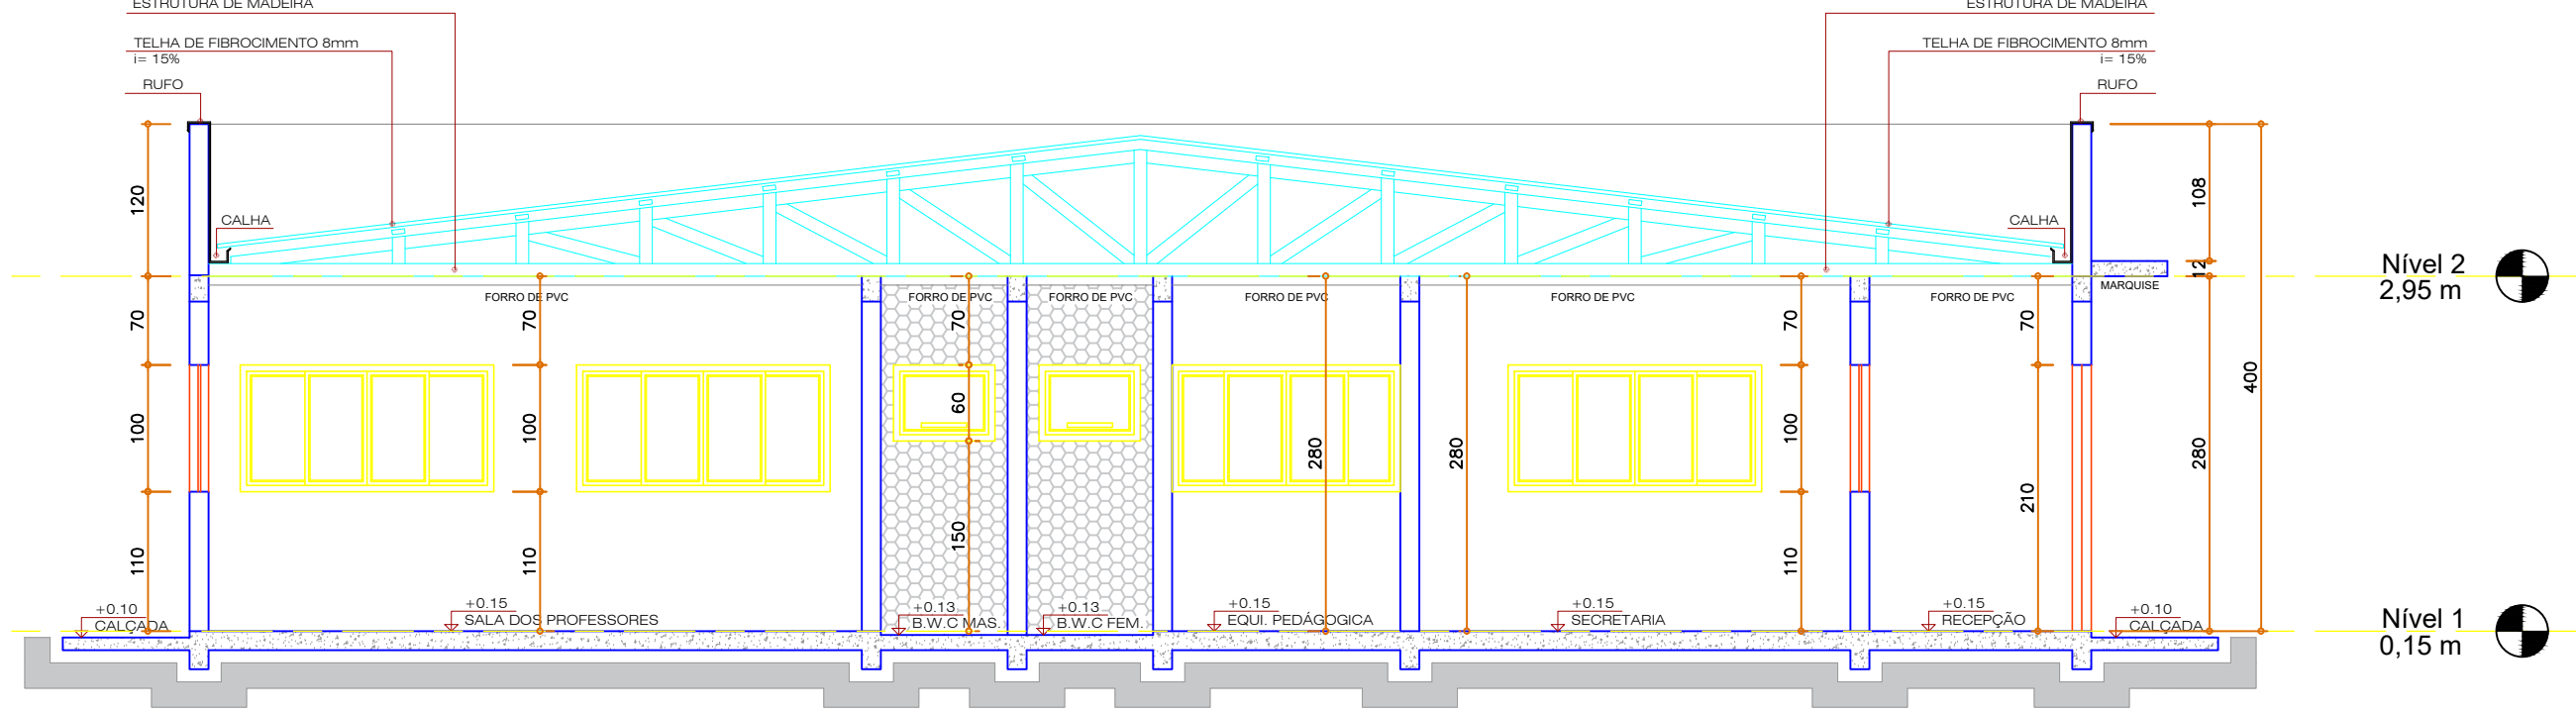 ESTRUTURA DE MADEIRA
ESTRUTURA DE MADEIRA
TELHA DE FIBROCIMENTO 8mm
i= 15%
TELHA DE FIBROCIMENTO 8mm
i= 15%
RUFO
RUFO
120
CALHA
CALHA
108
12
Nível 2
2,95 m
MARQUISE
FORRO DE PVC
FORRO DE PVC
FORRO DE PVC
FORRO DE PVC
FORRO DE PVC
FORRO DE PVC
70
70
70
70
70
400
100
100
60
280
280
100
280
210
110
110
150
110
+0.10
CALÇADA
+0.15
SALA DOS PROFESSORES
+0.13
B.W.C MAS.
+0.13
B.W.C FEM.
+0.15
EQUI. PEDÁGOGICA
+0.15
SECRETARIA
+0.15
RECEPÇÃO
+0.10
CALÇADA
Nível 1
0,15 m